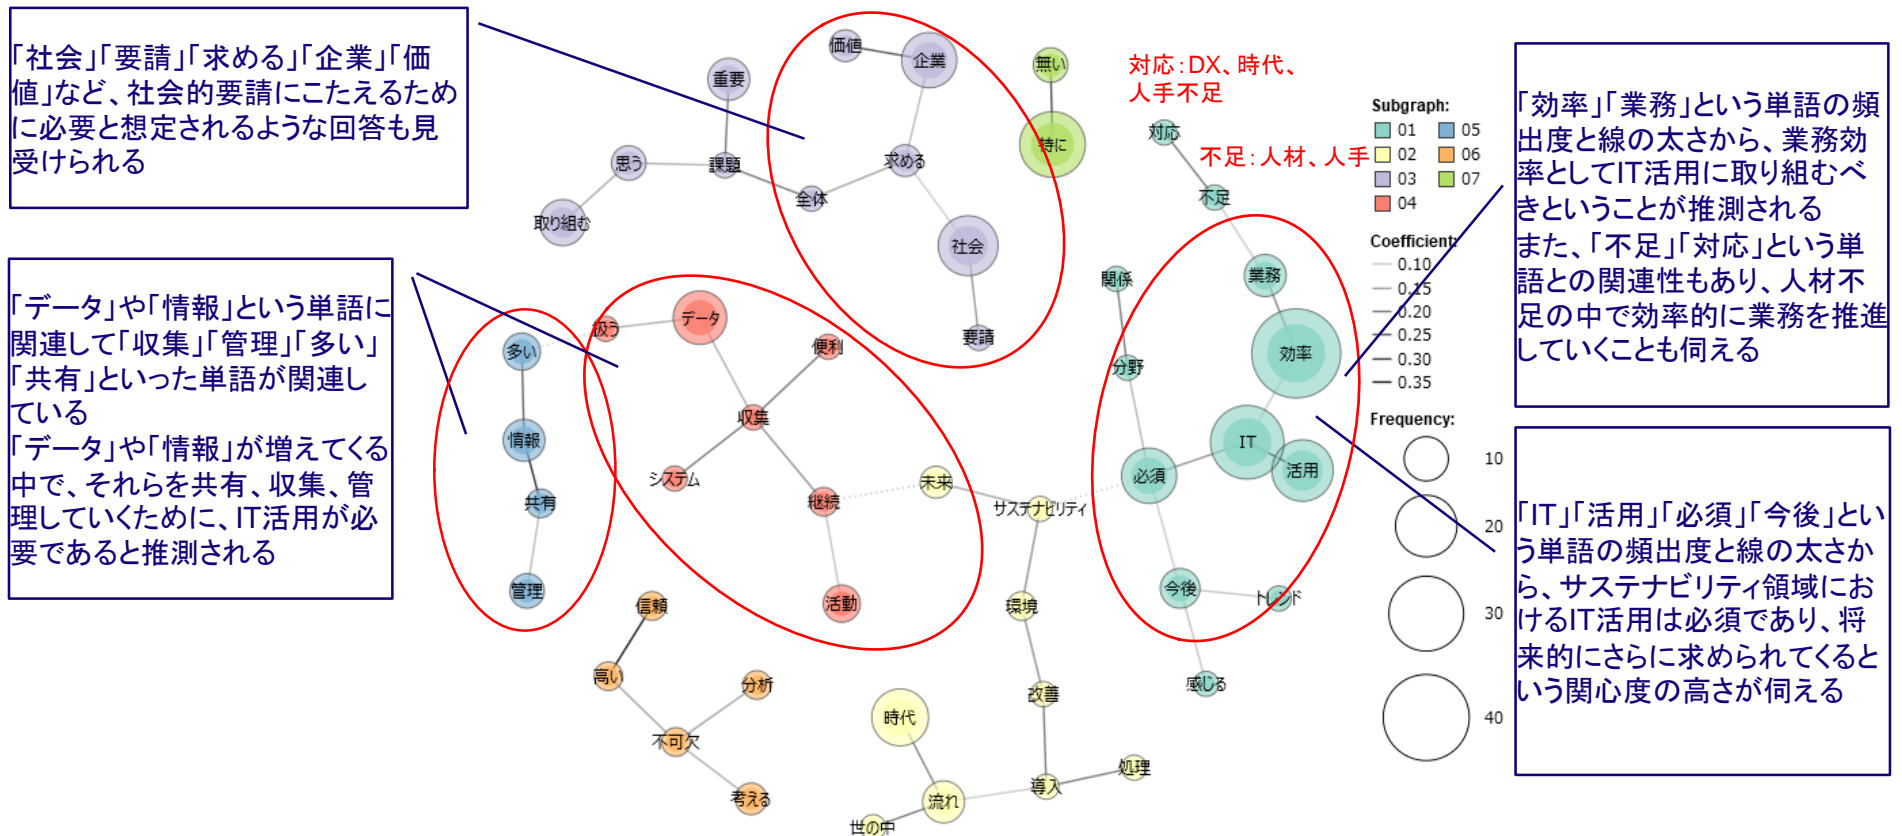 「社会」「要請」「求める」「企業」「価
値」など、社会的要請にこたえるため
に必要と想定されるような回答も見
受けられる
「データ」や「情報」という単語に
関連して「収集」「管理」「多い」
「共有」といった単語が関連し
ている
「データ」や「情報」が増えてくる
中で、それらを共有、収集、管
理していくために、IT活用が必
要であると推測される
価値
企業
重要
思う
課題
求める
全体
取り組む
社会
要請
無い
特に
対応：DX、時代、
人手不足
対応
不足：人材、人手
不足
業務
関係
効率
分野
IT
活用
必須
今後
トレンド
感じる
扱う
データ
多い
便利
情報
収集
共有
システム
継続
管理
活動
未来
サステナビリティ
環境
改善
時代
導入
処理
流れ
世の中
信頼
高い
分析
不可欠
考える
Subgraph:
01 05
02 06
03 07
04
Coefficient:
0.10
0.15
0.20
0.25
0.30
0.35
Frequency:
10
20
30
40
「効率」「業務」という単語の頻
出度と線の太さから、業務効
率としてIT活用に取り組むべ
きということが推測される
また、「不足」「対応」という単
語との関連性もあり、人材不
足の中で効率的に業務を推進
していくことも伺える
「IT」「活用」「必須」「今後」とい
う単語の頻出度と線の太さか
ら、サステナビリティ領域にお
けるIT活用は必須であり、将
来的にさらに求められてくると
いう関心度の高さが伺える